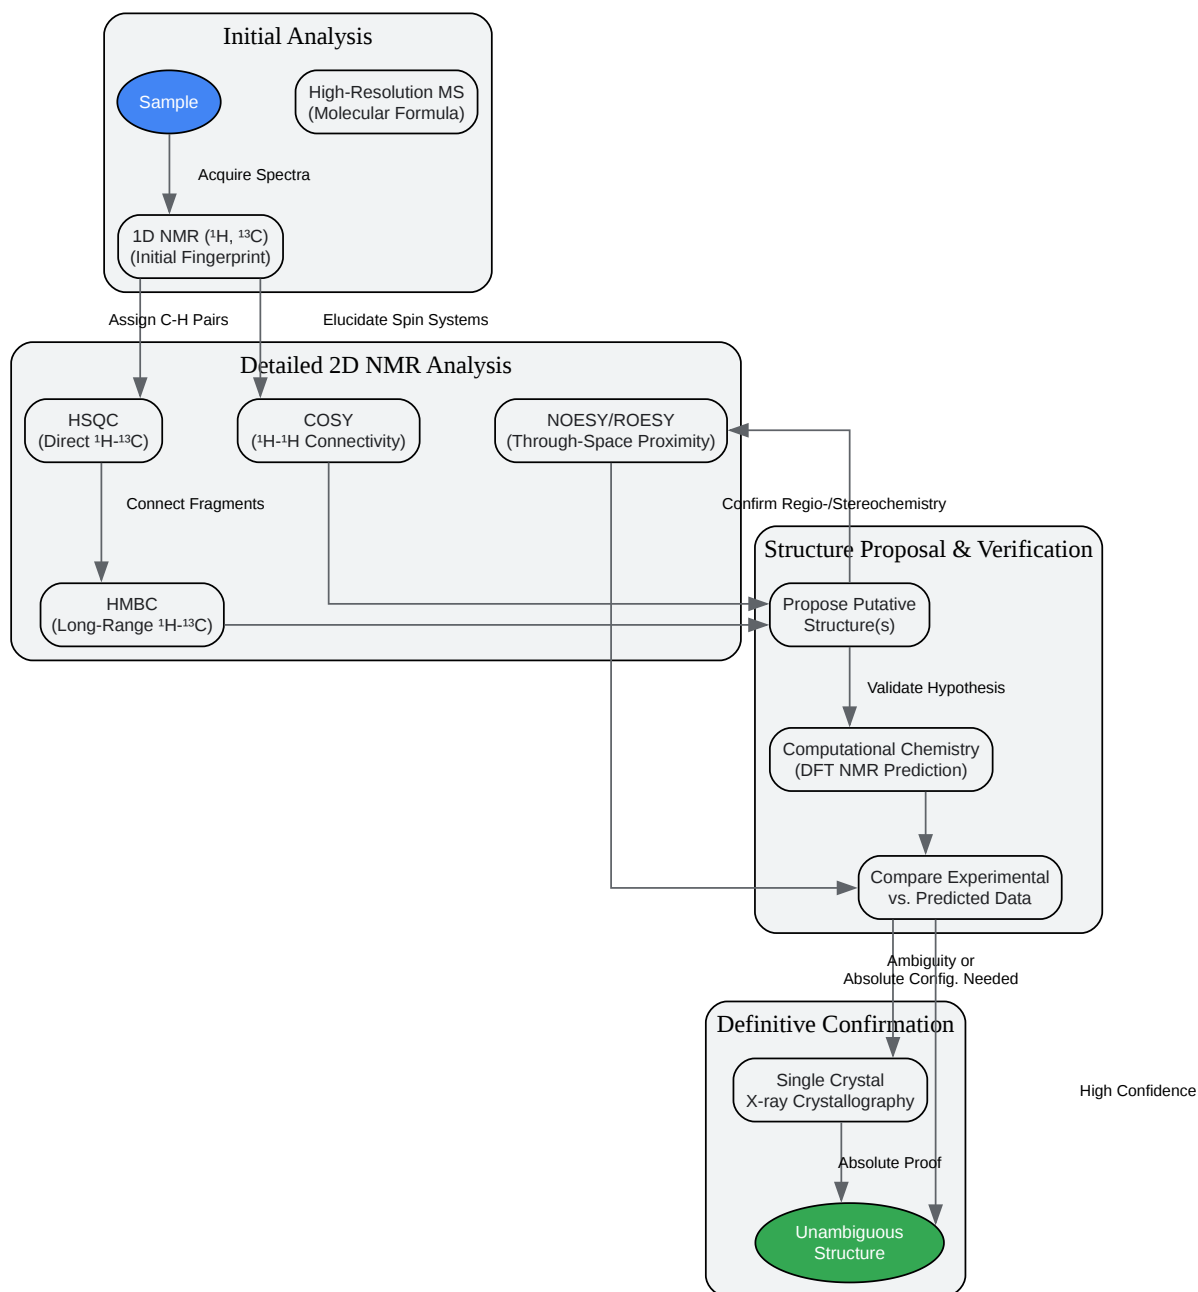 Initial Analysis
Sample
High-Resolution MS
(Molecular Formula)
Acquire Spectra
1D NMR (¹H, ¹³C)
(Initial Fingerprint)
Assign C-H Pairs
Elucidate Spin Systems
Detailed 2D NMR Analysis
HSQC
(Direct ¹H-¹³C)
COSY
(¹H-¹H Connectivity)
NOESY/ROESY
(Through-Space Proximity)
Connect Fragments
Confirm Regio-/Stereochemistry
Structure Proposal & Verification
HMBC
(Long-Range ¹H-¹³C)
Propose Putative
Structure(s)
Validate Hypothesis
Computational Chemistry
(DFT NMR Prediction)
Compare Experimental
vs. Predicted Data
Ambiguity or
Absolute Config. Needed
Definitive Confirmation
Single Crystal
X-ray Crystallography
High Confidence
Absolute Proof
Unambiguous
Structure